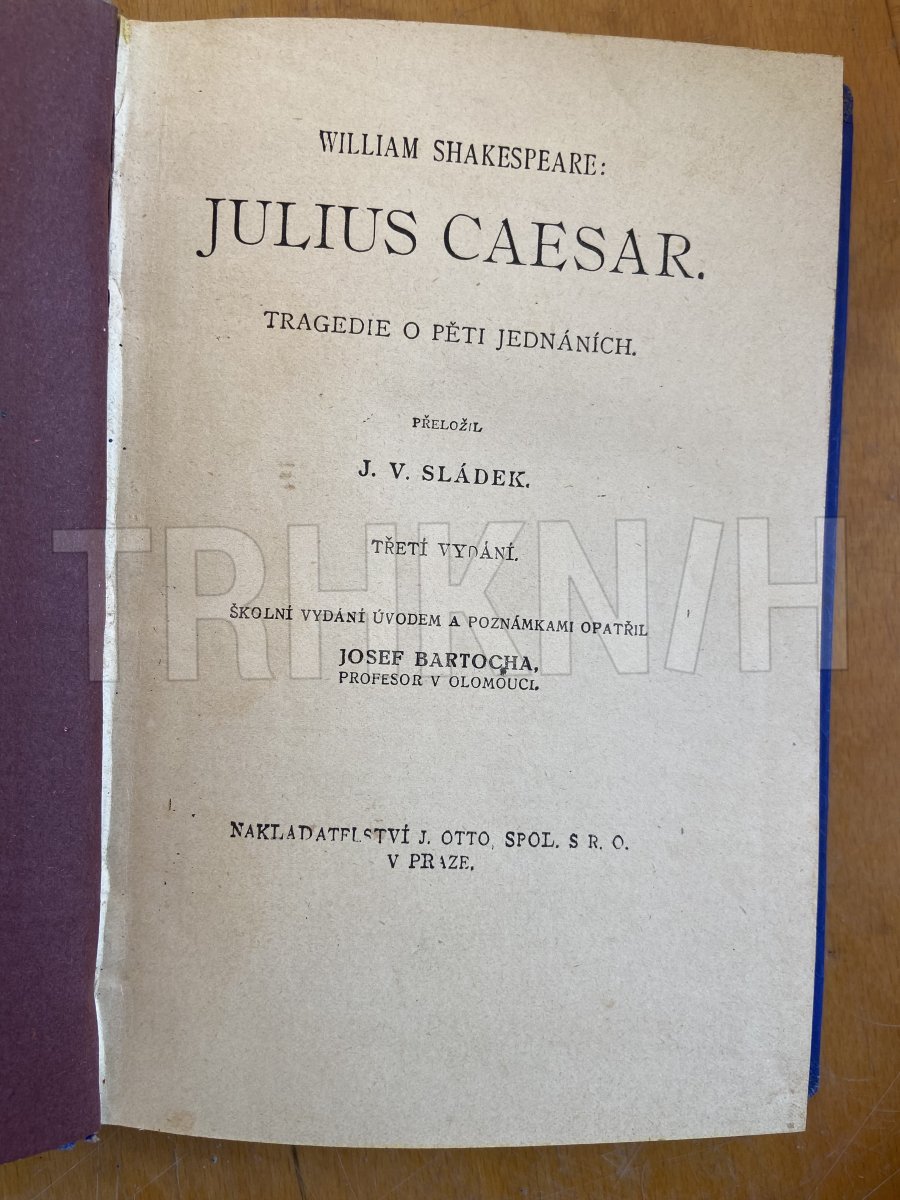 WILLIAM SHAKESPEARE:
JULIUS CAESAR.
TRAGEDIE O PĚTI JEDNÁNÍCH.
PŘELOŽIL
J. V. SLÁDEK.
TŘETÍ VYDÁNÍ.
TRHKNIH
ŠKOLNÍ VYDÁNÍ ÚVODEM A POZNÁMKAMI OPATŘIL
JOSEF BARTOCHA,
PROFESOR V OLOMOUCI.
NAKLADATELSTVÍ J. OTTO, SPOL. S R. O.
V PRAZE.